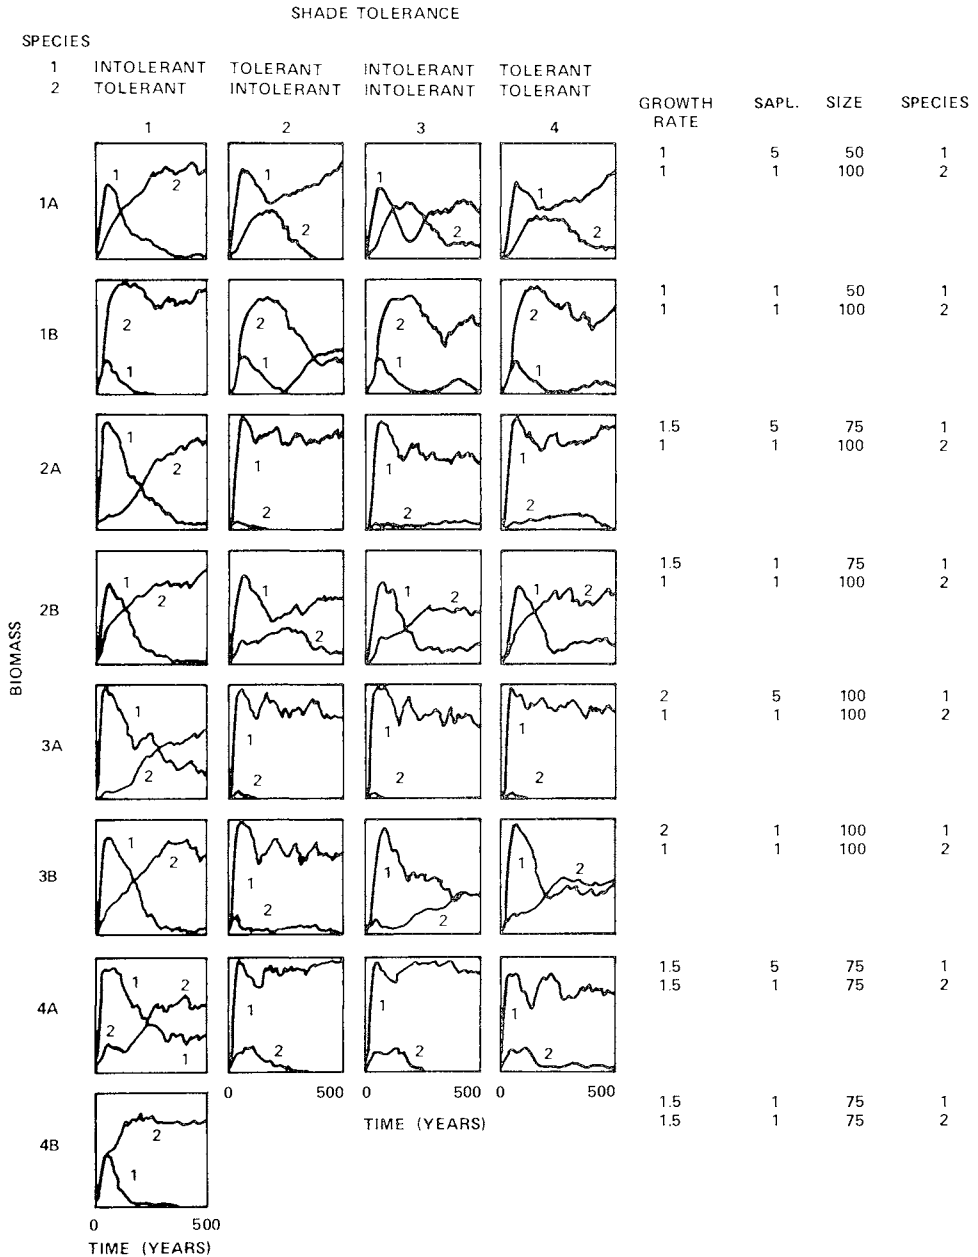 SHADE TOLERANCE
SPECIES
1 INTOLERANT TOLERANT INTOLERANT TOLERANT
2 TOLERANT INTOLERANT INTOLERANT TOLERANT
GROWTH RATE SAPL. SIZE SPECIES
1 2 3 4
1A
1 2
1 2
1 2
1 2
1 5 50 1
1 1 100 2
1B
2 1
2 1
2 1
2 1
1 1 50 1
1 1 100 2
2A
1 2
1 2
1 2
1 2
1.5 5 75 1
1 1 100 2
2B
1 2
1 2
1 2
1 2
1.5 1 75 1
1 1 100 2
BIOMASS
3A
1 2
1 2
1 2
1 2
2 5 100 1
1 1 100 2
3B
1 2
1 2
1 2
1 2
2 1 100 1
1 1 100 2
4A
1 2 2 1
1 2
1 2
1 2
1.5 5 75 1
1.5 1 75 2
0 500 0 500 0 500
TIME (YEARS)
4B
2 1
1.5 1 75 1
1.5 1 75 2
0 500
TIME (YEARS)